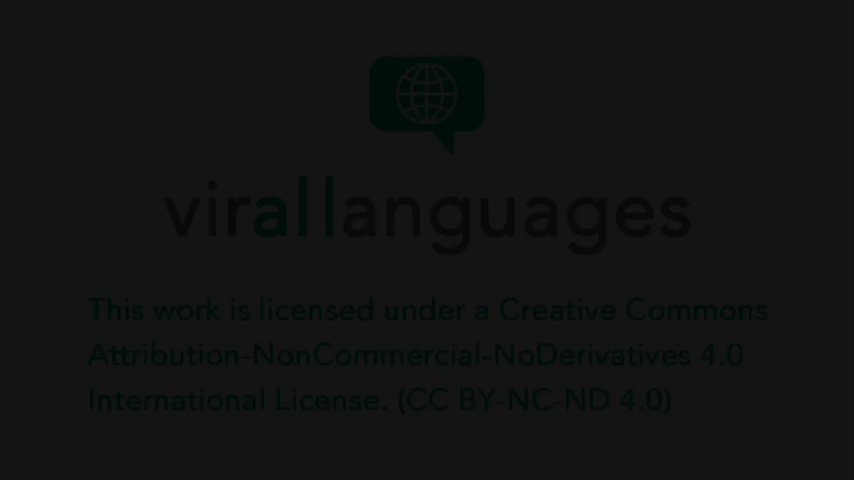 virallanguages
This work is licensed under a Creative Commons
Attribution-NonCommercial-NoDerivatives 4.0
International License. (CC BY-NC-ND 4.0)